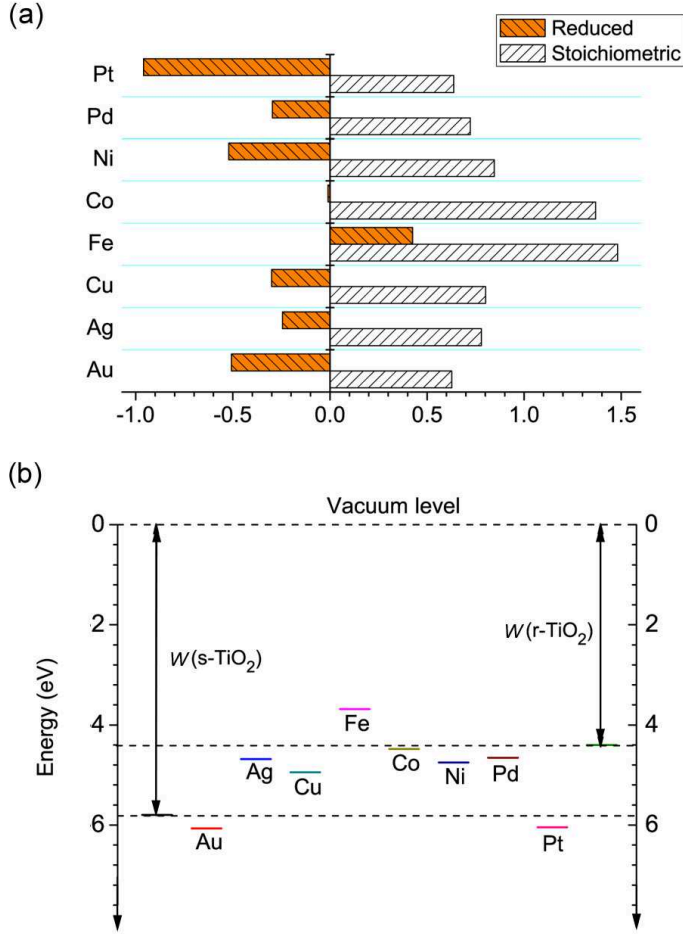 (a)
Reduced
Stoichiometric
Pt
Pd
Ni
Co
Fe
Cu
Ag
Au
-1.0 -0.5 0.0 0.5 1.0 1.5
(b)
Vacuum level
0 0
2 2
W(s-TiO₂) W(r-TiO₂)
Energy (eV)
4 4
Fe
Ag Cu Co Ni Pd
6 6
Au Pt